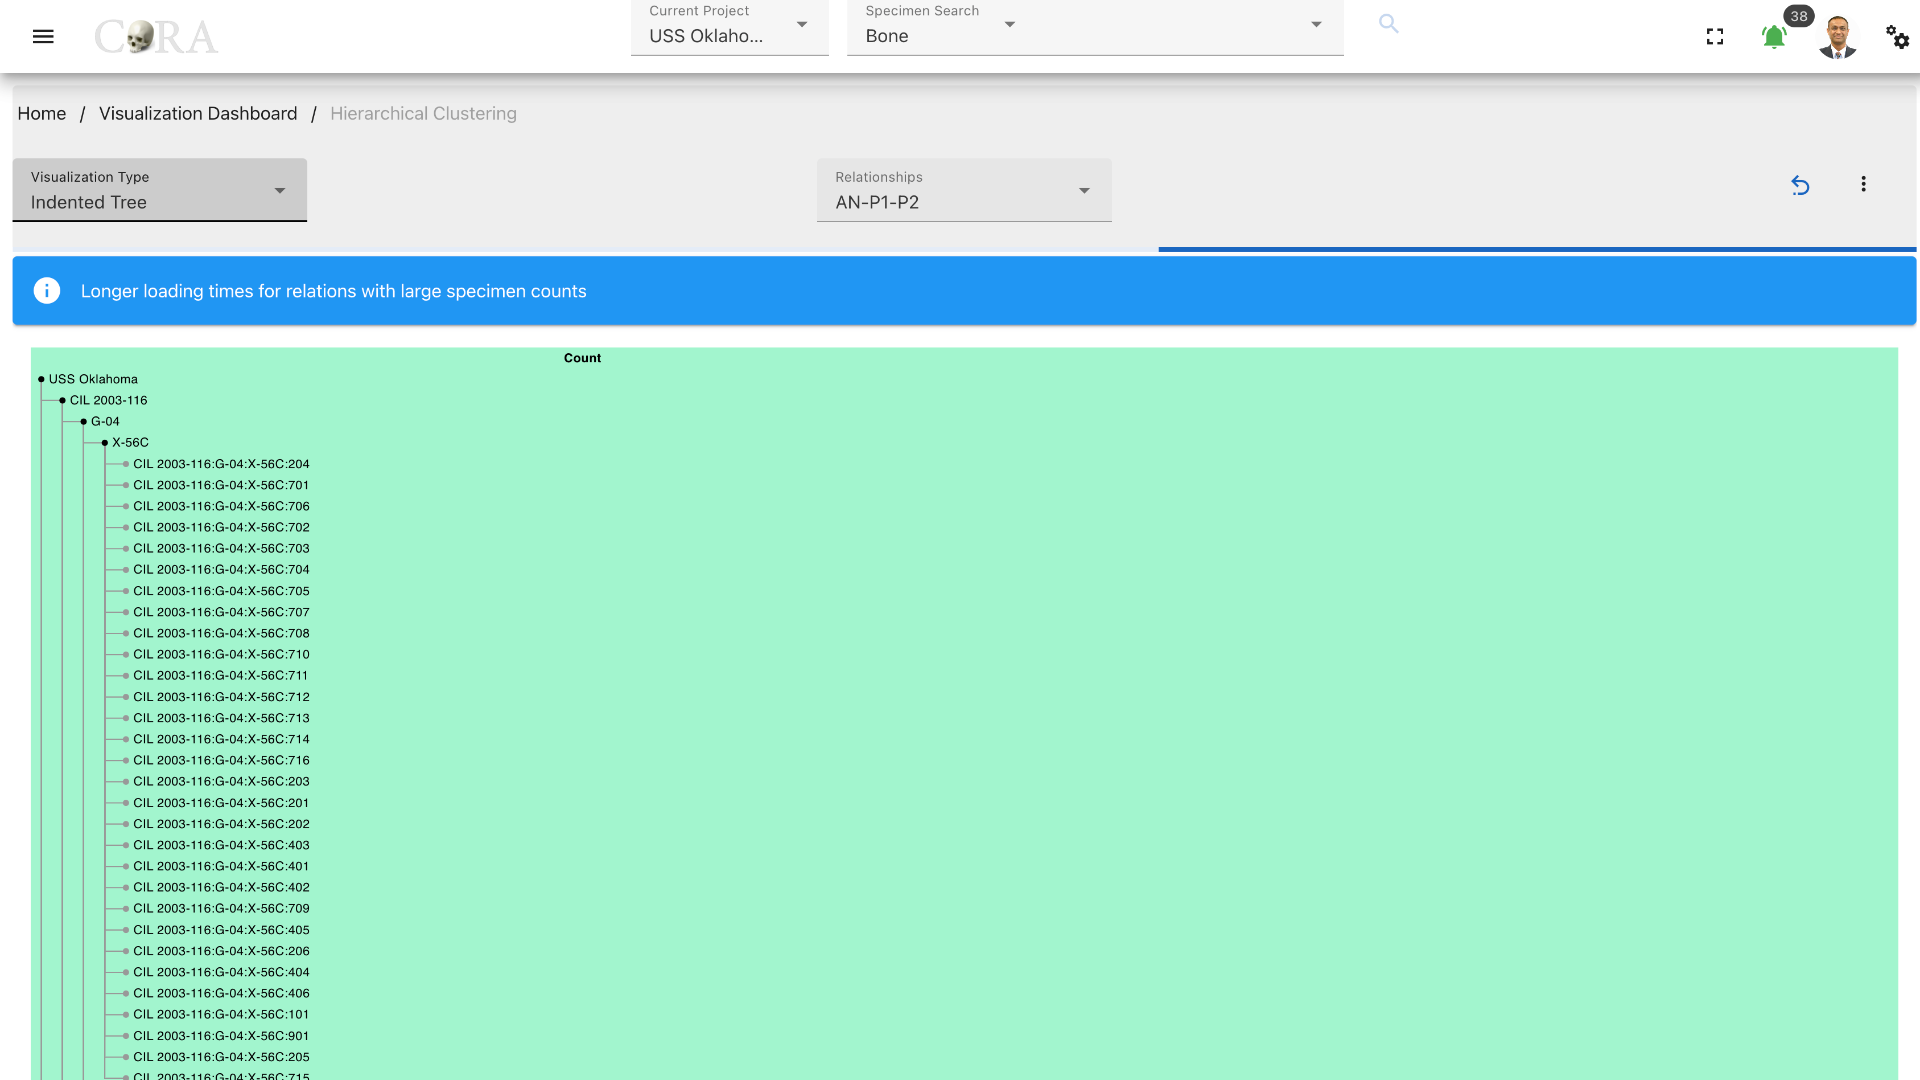 CORA
Current Project
USS Oklaho...
Specimen Search
Bone
38
Home / Visualization Dashboard / Hierarchical Clustering
Visualization Type
Indented Tree
Relationships
AN-P1-P2
Longer loading times for relations with large specimen counts
Count
USS Oklahoma
CIL 2003-116
G-04
X-56C
CIL 2003-116:G-04:X-56C:204
CIL 2003-116:G-04:X-56C:701
CIL 2003-116:G-04:X-56C:706
CIL 2003-116:G-04:X-56C:702
CIL 2003-116:G-04:X-56C:703
CIL 2003-116:G-04:X-56C:704
CIL 2003-116:G-04:X-56C:705
CIL 2003-116:G-04:X-56C:707
CIL 2003-116:G-04:X-56C:708
CIL 2003-116:G-04:X-56C:710
CIL 2003-116:G-04:X-56C:711
CIL 2003-116:G-04:X-56C:712
CIL 2003-116:G-04:X-56C:713
CIL 2003-116:G-04:X-56C:714
CIL 2003-116:G-04:X-56C:716
CIL 2003-116:G-04:X-56C:203
CIL 2003-116:G-04:X-56C:201
CIL 2003-116:G-04:X-56C:202
CIL 2003-116:G-04:X-56C:403
CIL 2003-116:G-04:X-56C:401
CIL 2003-116:G-04:X-56C:402
CIL 2003-116:G-04:X-56C:709
CIL 2003-116:G-04:X-56C:405
CIL 2003-116:G-04:X-56C:206
CIL 2003-116:G-04:X-56C:404
CIL 2003-116:G-04:X-56C:406
CIL 2003-116:G-04:X-56C:101
CIL 2003-116:G-04:X-56C:901
CIL 2003-116:G-04:X-56C:205
CIL 2003-116:G-04:X-56C:715